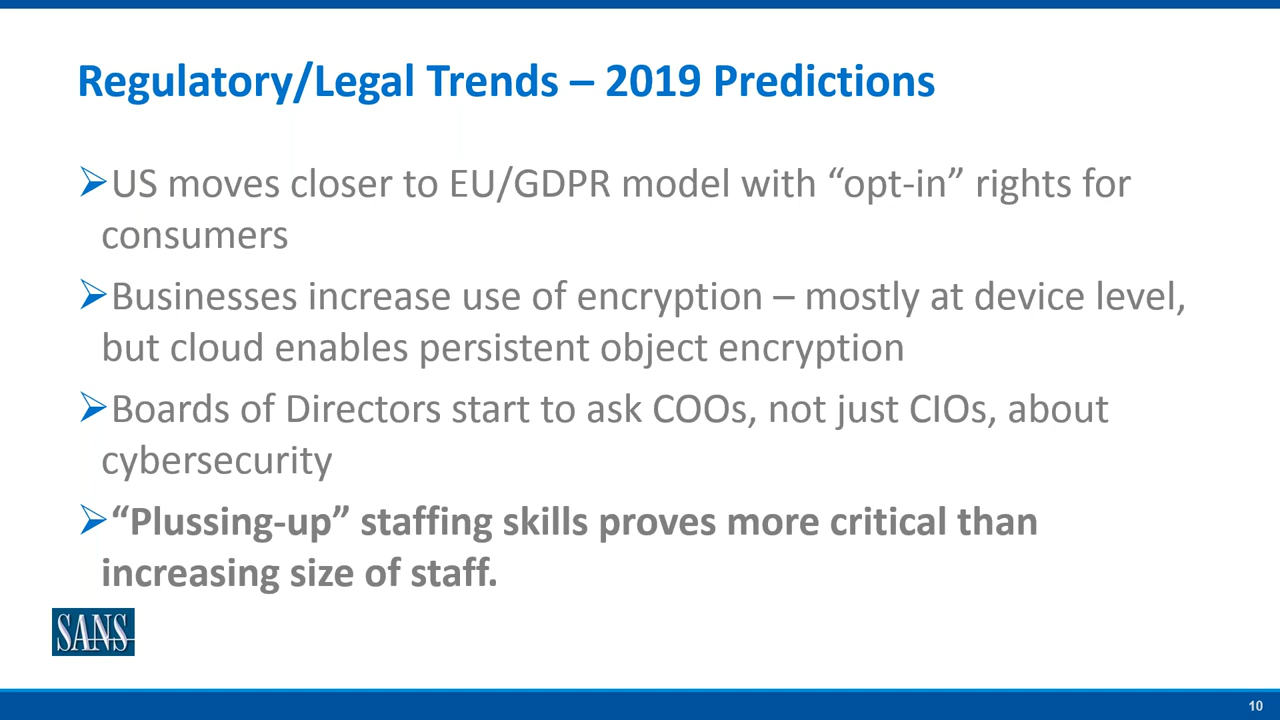 Regulatory/Legal Trends – 2019 Predictions
US moves closer to EU/GDPR model with “opt-in” rights for
consumers
Businesses increase use of encryption – mostly at device level,
but cloud enables persistent object encryption
Boards of Directors start to ask COOs, not just CIOs, about
cybersecurity
“Plussing-up” staffing skills proves more critical than
increasing size of staff.
SANS
10